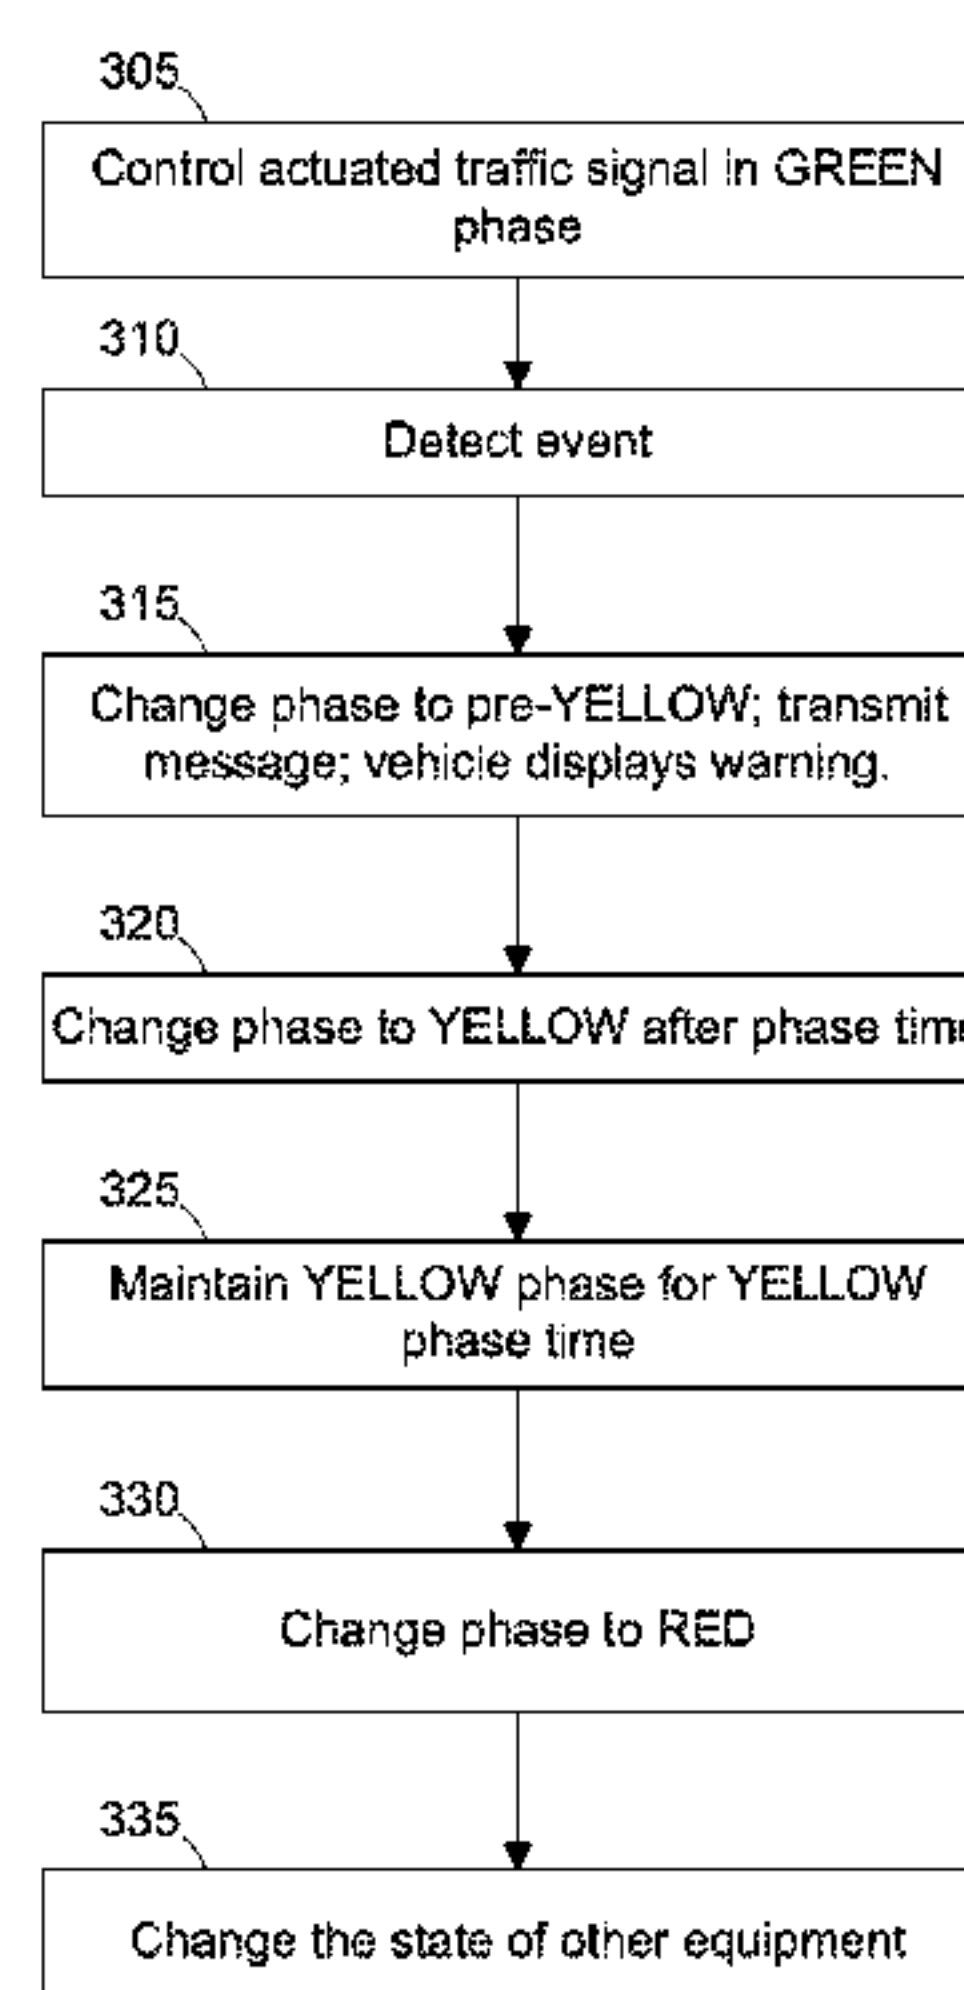 305
Control actuated traffic signal in GREEN
phase
310
Detect event
315
Change phase to pre-YELLOW; transmit
message; vehicle displays warning.
320
Change phase to YELLOW after phase time
325
Maintain YELLOW phase for YELLOW
phase time
330
Change phase to RED
335
Change the state of other equipment